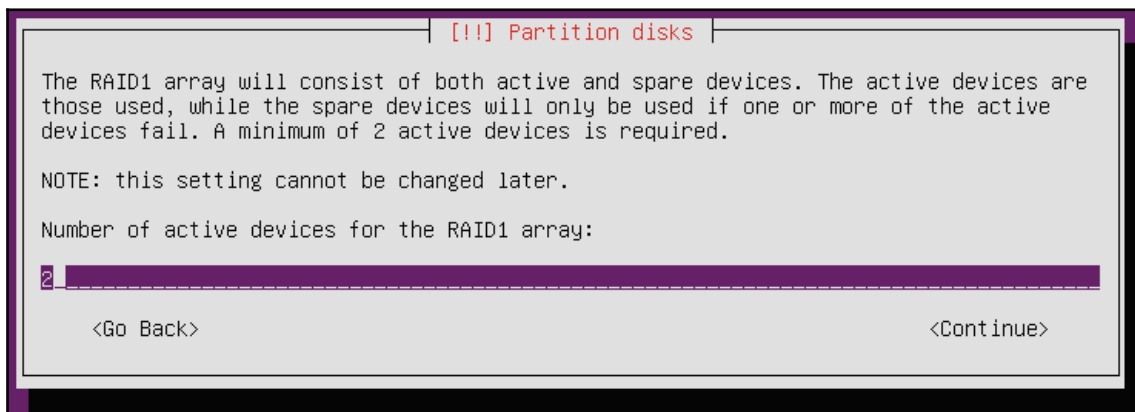 [!!] Partition disks
The RAID1 array will consist of both active and spare devices. The active devices are
those used, while the spare devices will only be used if one or more of the active
devices fail. A minimum of 2 active devices is required.
NOTE: this setting cannot be changed later.
Number of active devices for the RAID1 array:
2
<Go Back> <Continue>